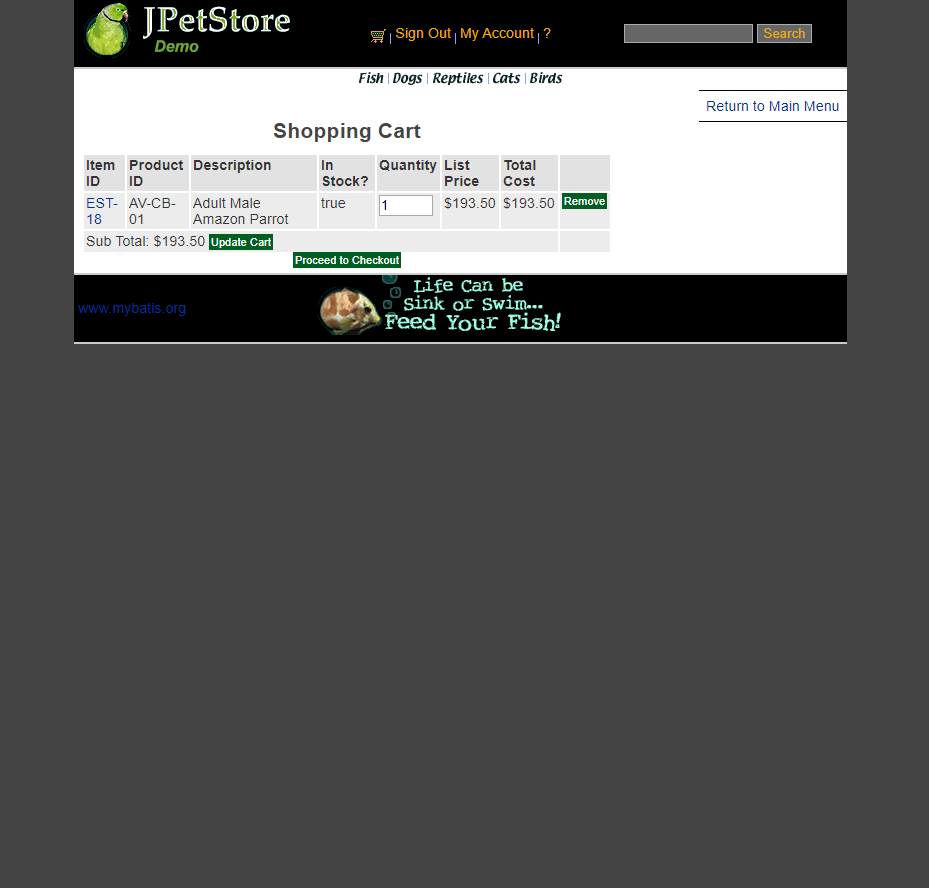 JPetStore
Demo
Sign Out My Account ?
Search
Fish Dogs Reptiles Cats Birds
Return to Main Menu
Shopping Cart
Item ID Product ID Description In Stock? Quantity List Price Total Cost
EST-18 AV-CB-01 Adult Male Amazon Parrot true 1 $193.50 $193.50 Remove
Sub Total: $193.50 Update Cart
Proceed to Checkout
www.mybatis.org
Life Can be
Sink or Swim...
Feed Your Fish!